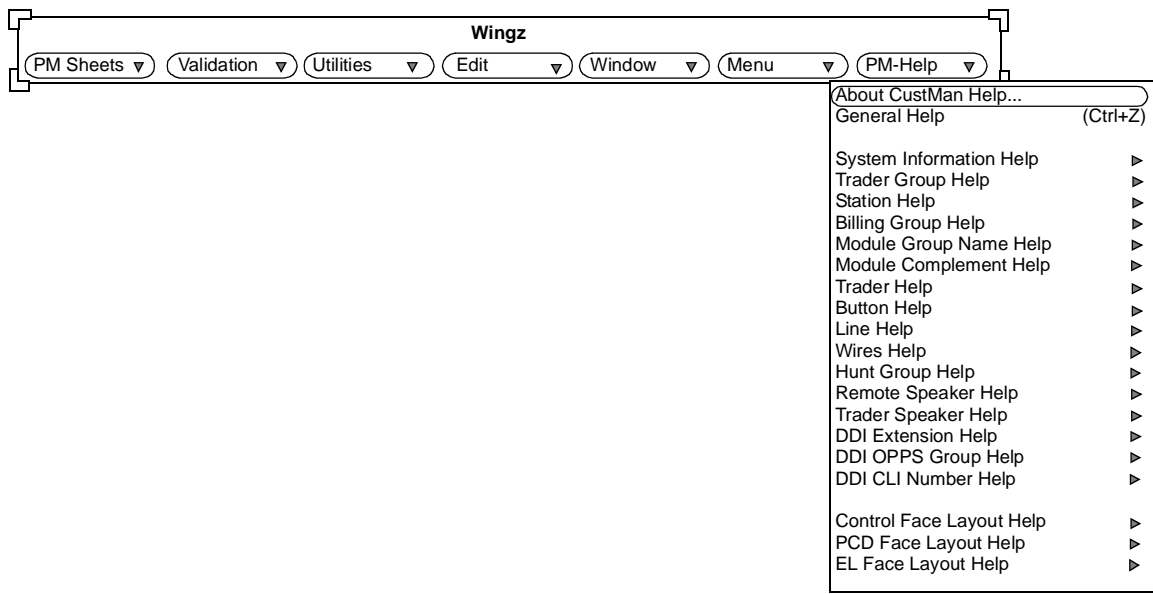 Wingz
PM Sheets Validation Utilities Edit Window Menu PM-Help
About CustMan Help...
General Help (Ctrl+Z)
System Information Help
Trader Group Help
Station Help
Billing Group Help
Module Group Name Help
Module Complement Help
Trader Help
Button Help
Line Help
Wires Help
Hunt Group Help
Remote Speaker Help
Trader Speaker Help
DDI Extension Help
DDI OPPS Group Help
DDI CLI Number Help
Control Face Layout Help
PCD Face Layout Help
EL Face Layout Help